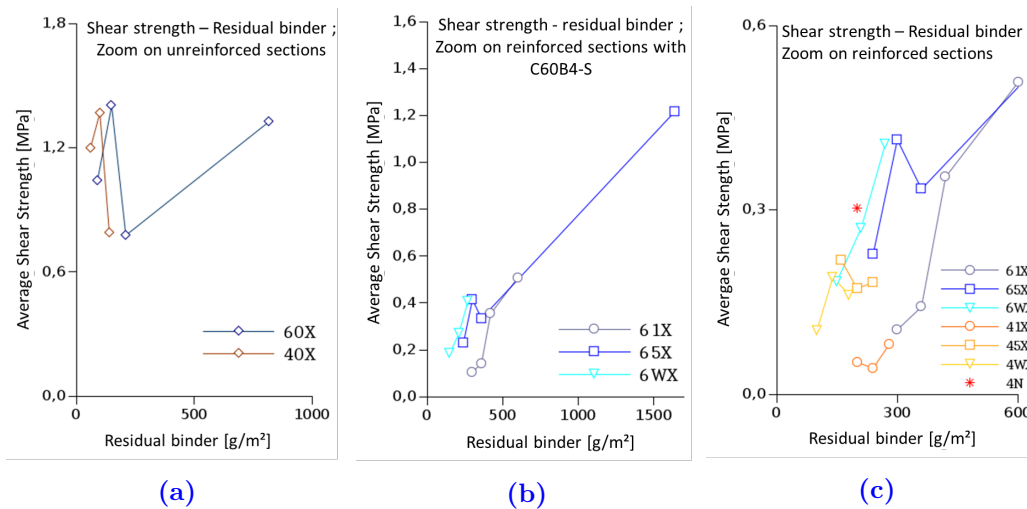 Shear strength – Residual binder ;
Zoom on unreinforced sections
1,8
1,2
0,6
0,0
0
500
1000
Average Shear Strength [MPa]
Residual binder [g/m²]
60X
40X
(a)
Shear strength - residual binder ;
Zoom on reinforced sections with
C60B4-S
1,6
1,4
1,2
1,0
0,8
0,6
0,4
0,2
0,0
0
500
1000
1500
Average Shear Strength [MPa]
Residual binder [g/m²]
61X
65X
6WX
(b)
Shear strength – Residual binder
Zoom on reinforced sections
0,6
0,3
0,0
0
300
600
Avergae Shear Stength [MPa]
Residual binder [g/m²]
61X
65X
6WX
41X
45X
4WX
4N
(c)